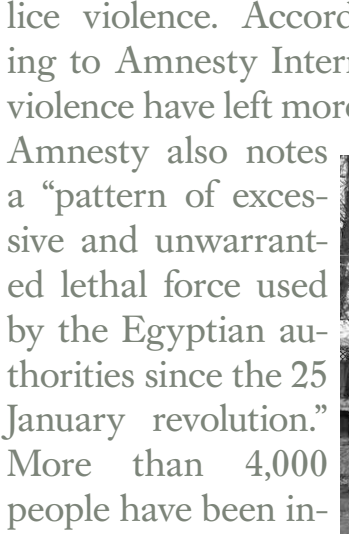 lice violence. Accord
ing to Amnesty Inter
violence have left more
Amnesty also notes
a “pattern of exces-
sive and unwarrant-
ed lethal force used
by the Egyptian au-
thorities since the 25
January revolution.”
More than 4,000
people have been in-